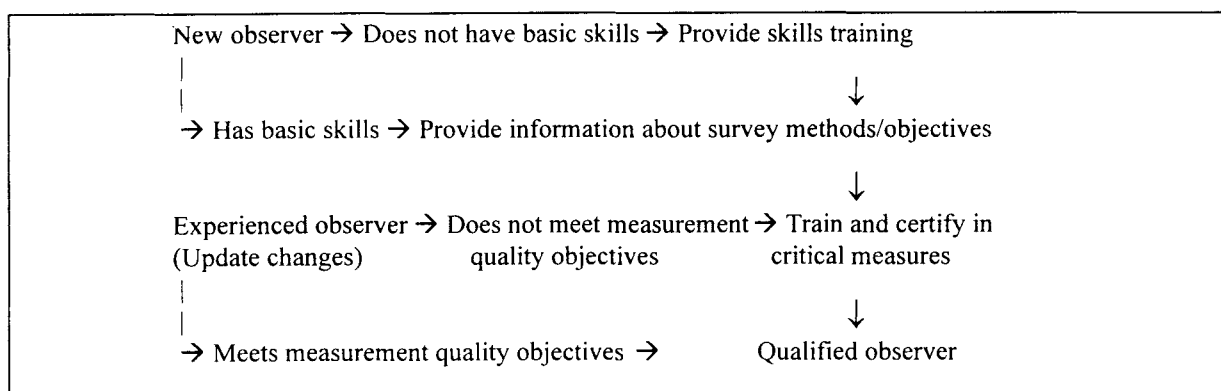 New observer → Does not have basic skills → Provide skills training
↓
→ Has basic skills → Provide information about survey methods/objectives
↓
Experienced observer → Does not meet measurement → Train and certify in
(Update changes) quality objectives critical measures
↓
→ Meets measurement quality objectives → Qualified observer